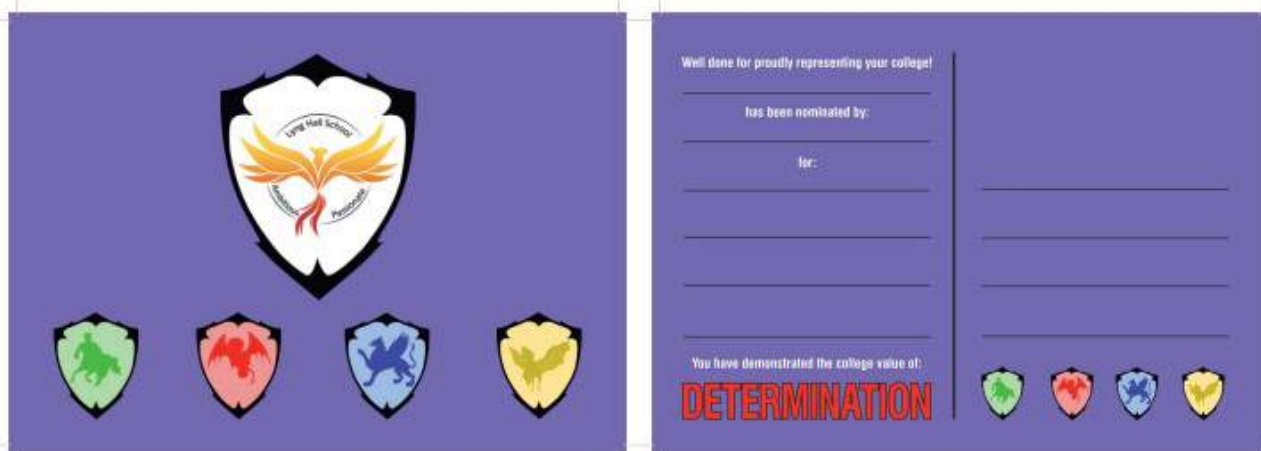 Lyng Hall School
Ambitious
Passionate
Well done for proudly representing your college!
has been nominated by:
for:
You have demonstrated the college value of:
DETERMINATION